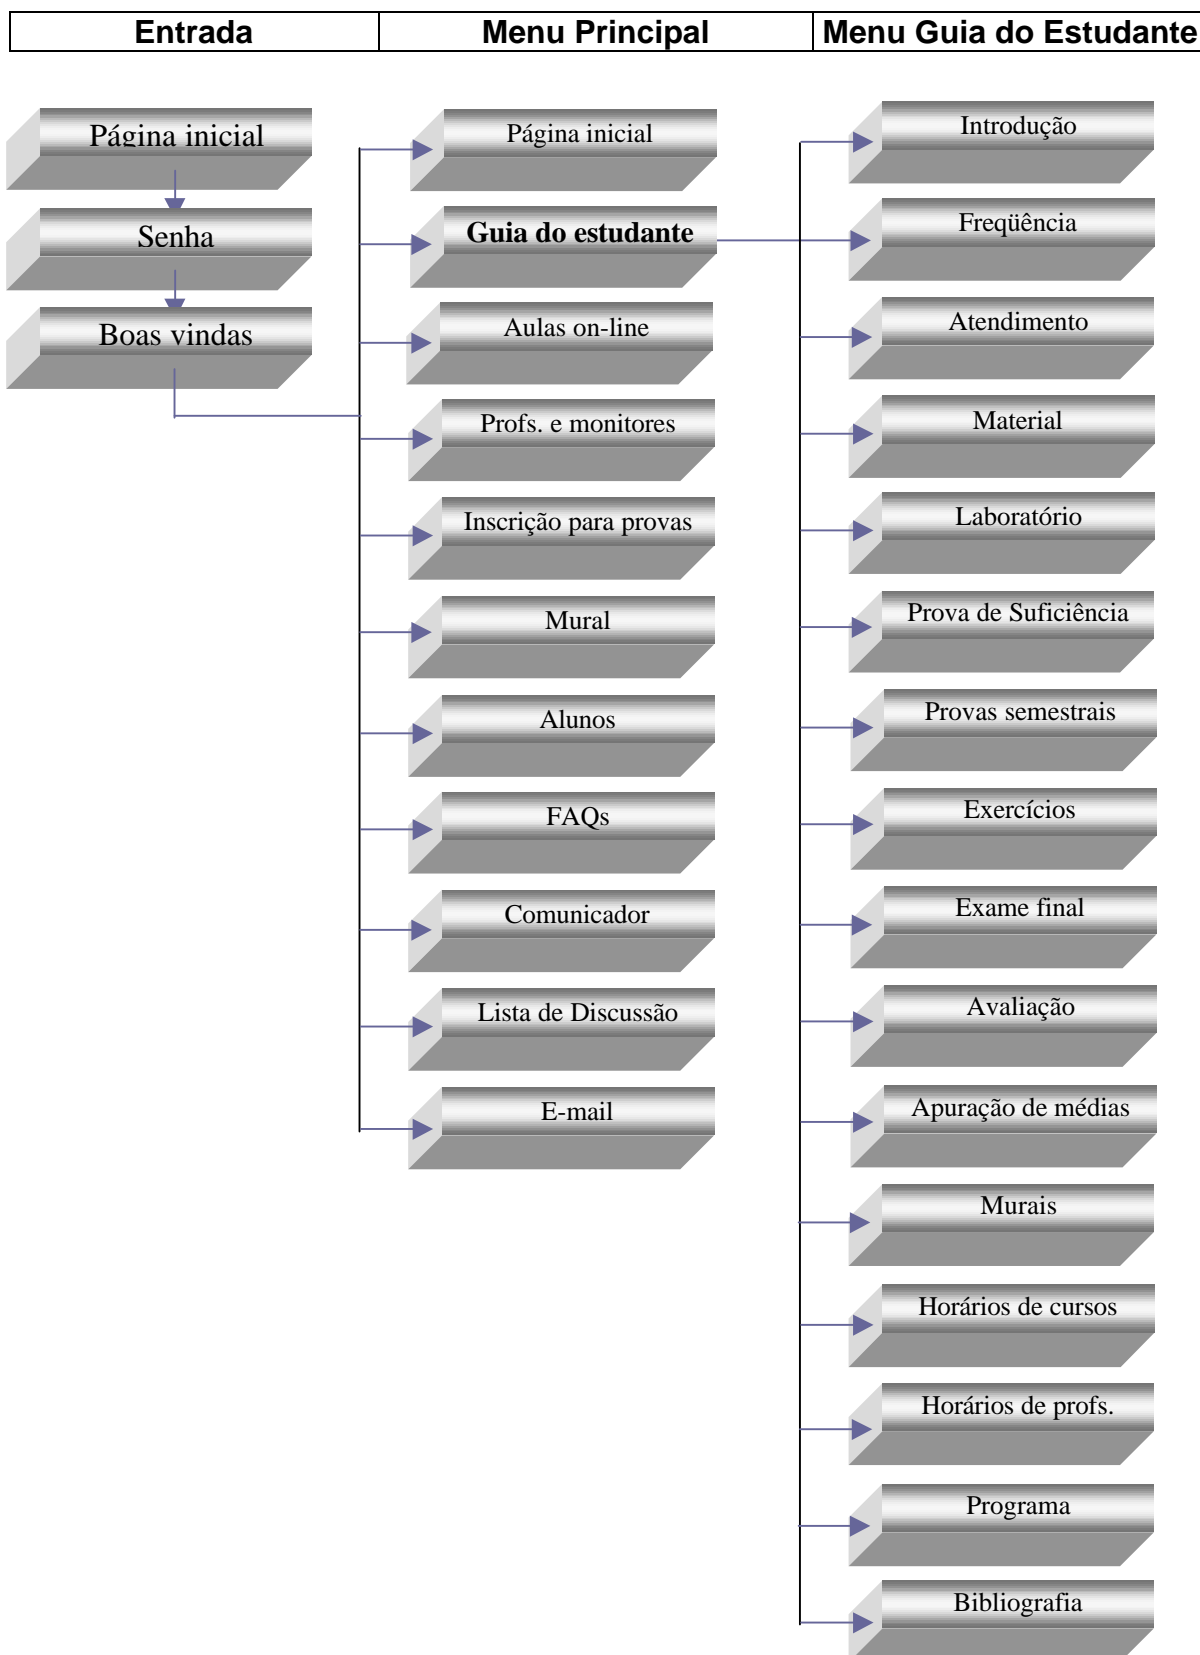 Entrada
Menu Principal
Menu Guia do Estudante
Página inicial
Senha
Boas vindas
Página inicial
Guia do estudante
Aulas on-line
Profs. e monitores
Inscrição para provas
Mural
Alunos
FAQs
Comunicador
Lista de Discussão
E-mail
Introdução
Freqüência
Atendimento
Material
Laboratório
Prova de Suficiência
Provas semestrais
Exercícios
Exame final
Avaliação
Apuração de médias
Murais
Horários de cursos
Horários de profs.
Programa
Bibliografia